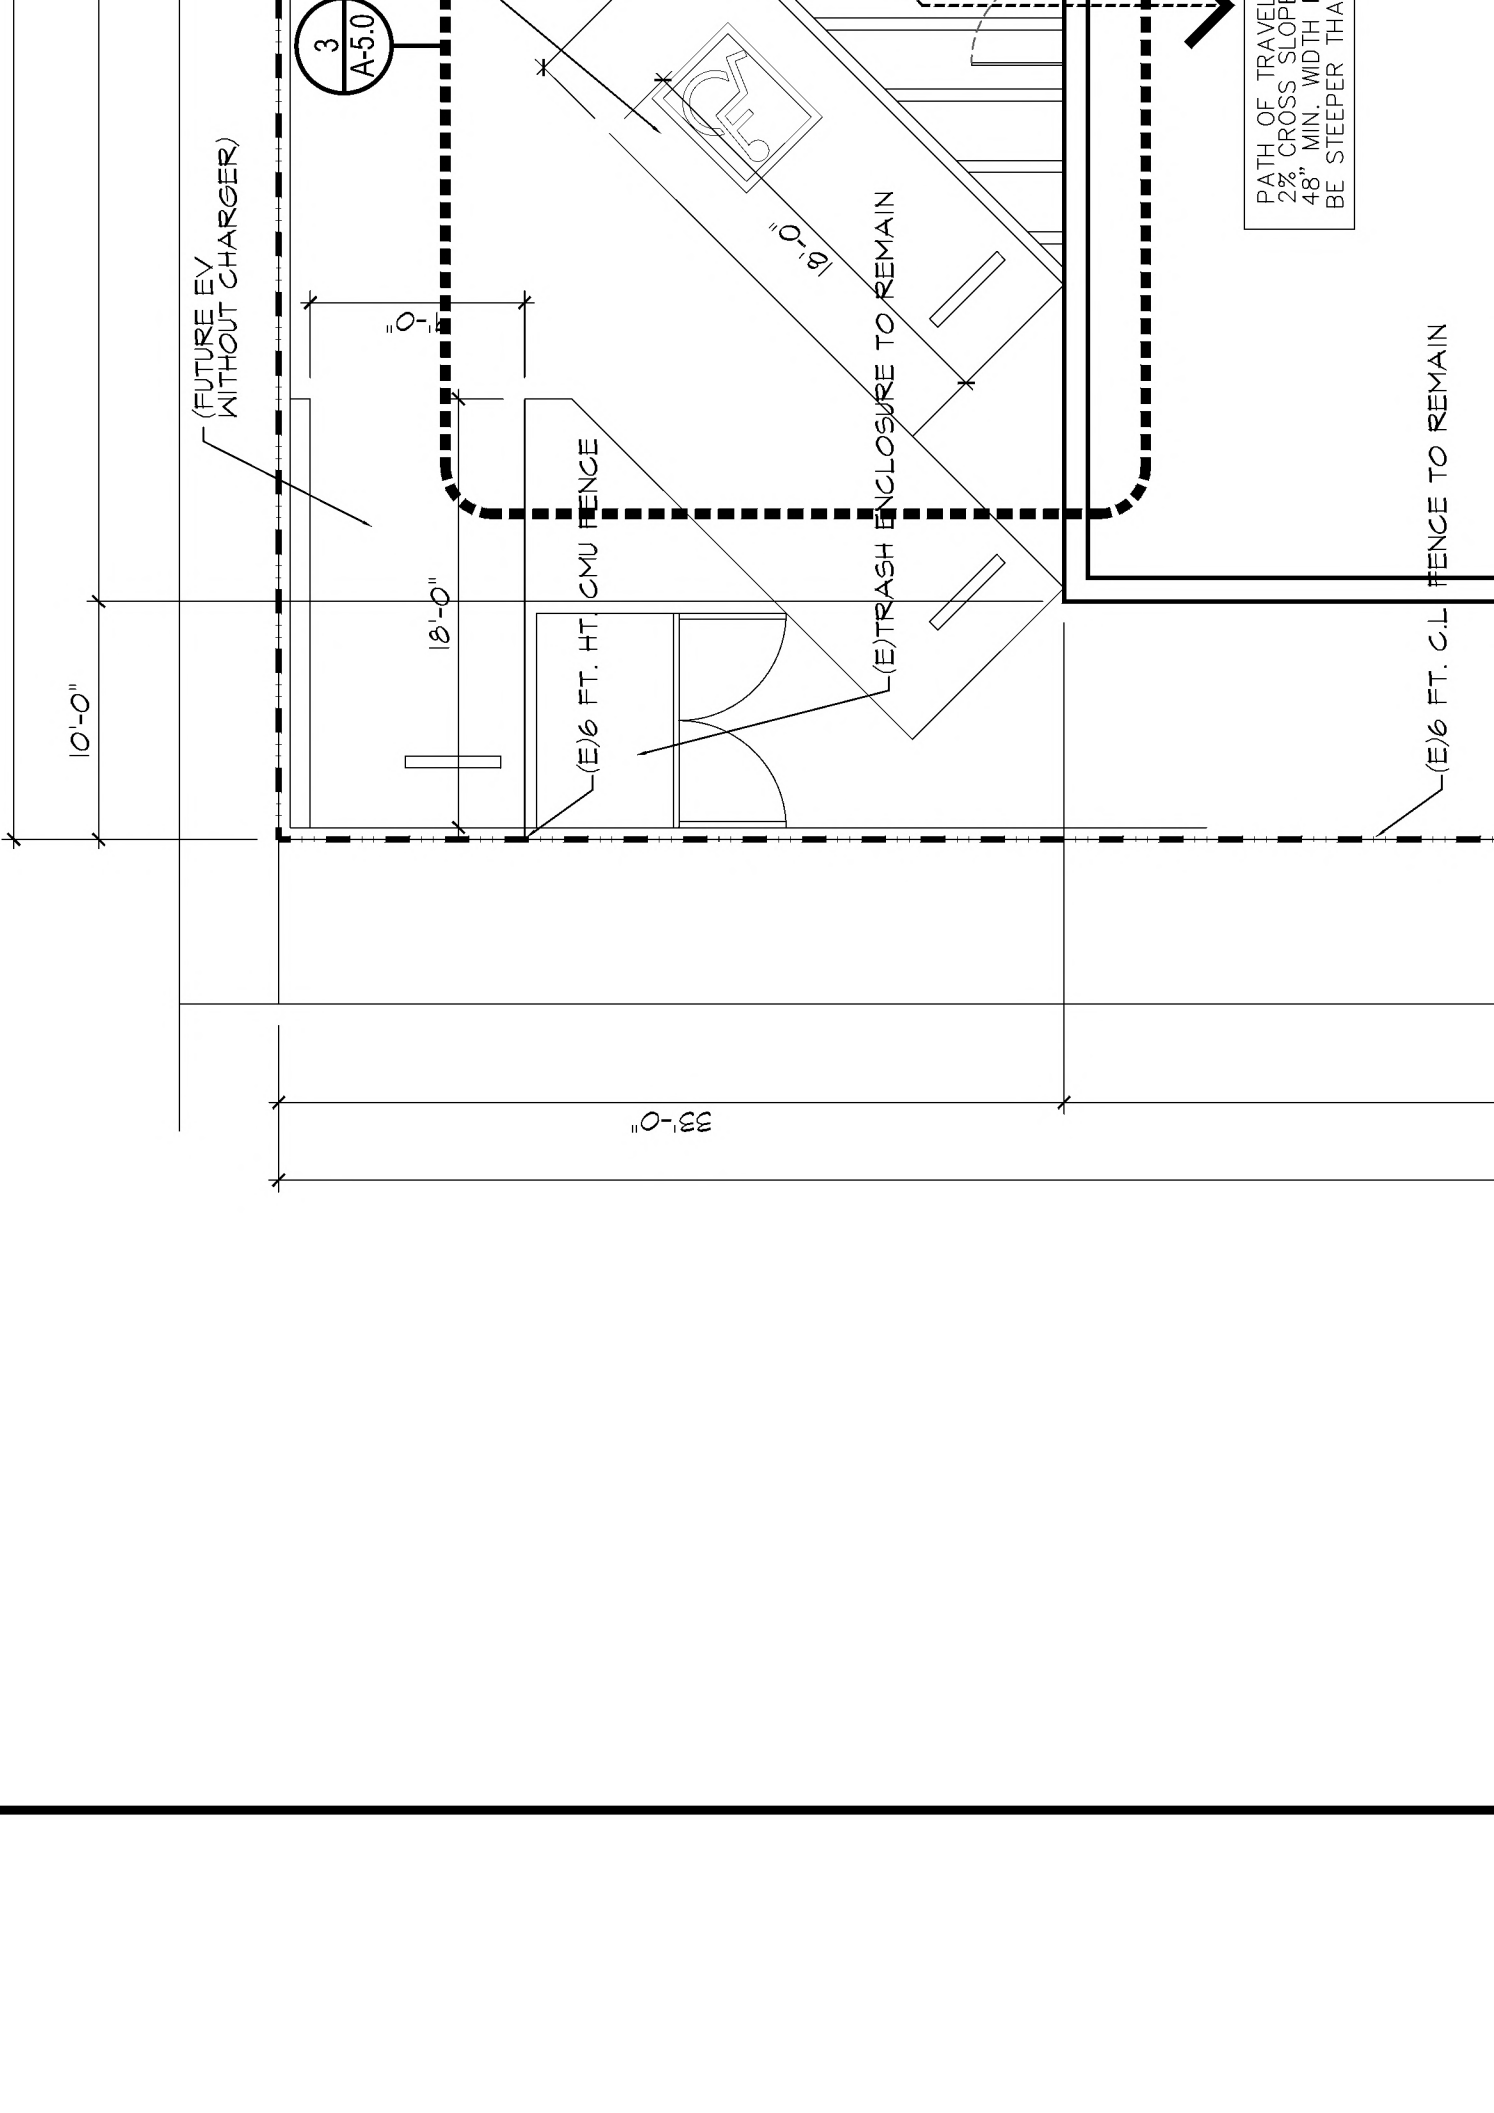 3
A-5.0
(FUTURE EV
WITHOUT CHARGER)
PATH OF TRAVEL
2% CROSS SLOPE
48" MIN. WIDTH
BE STEEPER THA
18'-0"
18'-0"
10'-0"
(E)6 FT. HT. CMU FENCE
(E)TRASH ENCLOSURE TO REMAIN
(E)6 FT. C.L. FENCE TO REMAIN
33'-0"